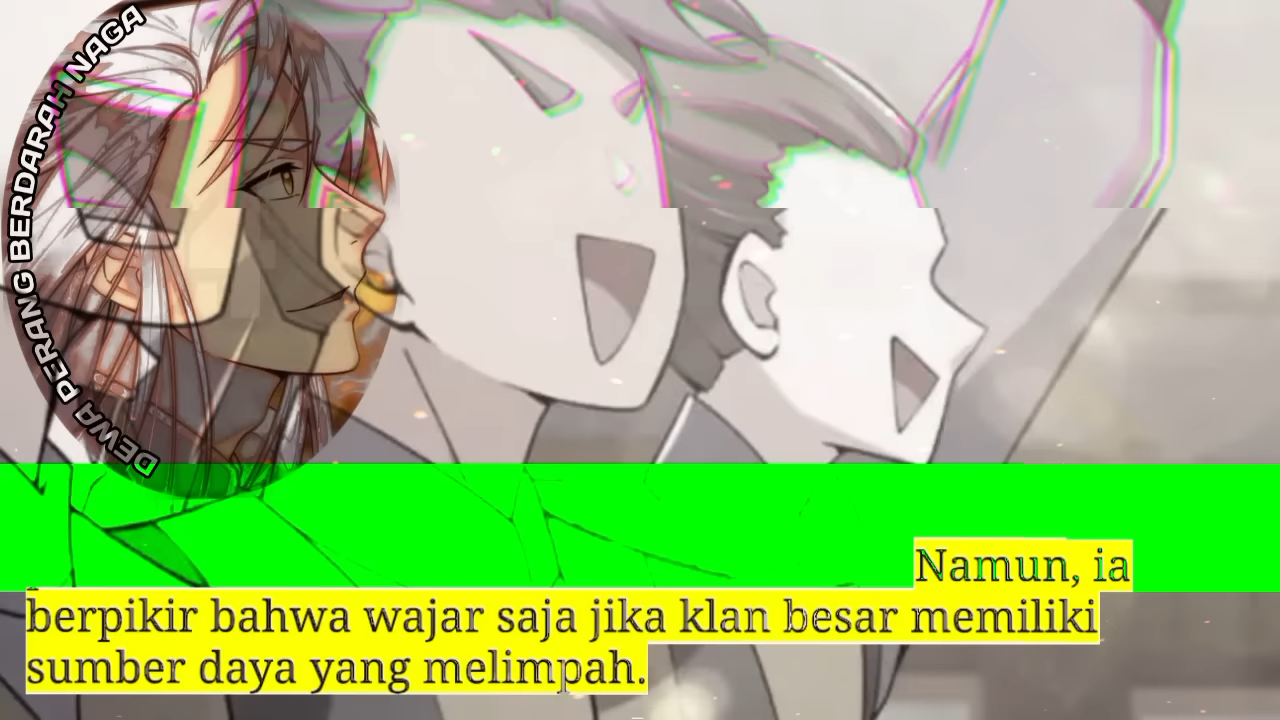 DEWA PERANG BERDARAH NAGA
Namun, ia
berpikir bahwa wajar saja jika klan besar memiliki
sumber daya yang melimpah.